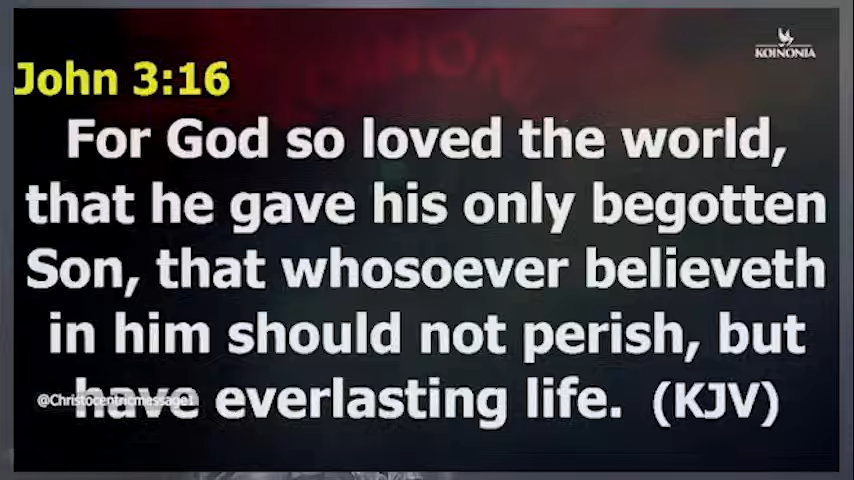 KOINONIA
John 3:16
For God so loved the world,
that he gave his only begotten
Son, that whosoever believeth
in him should not perish, but
have everlasting life. (KJV)
@Christocentricmessage1